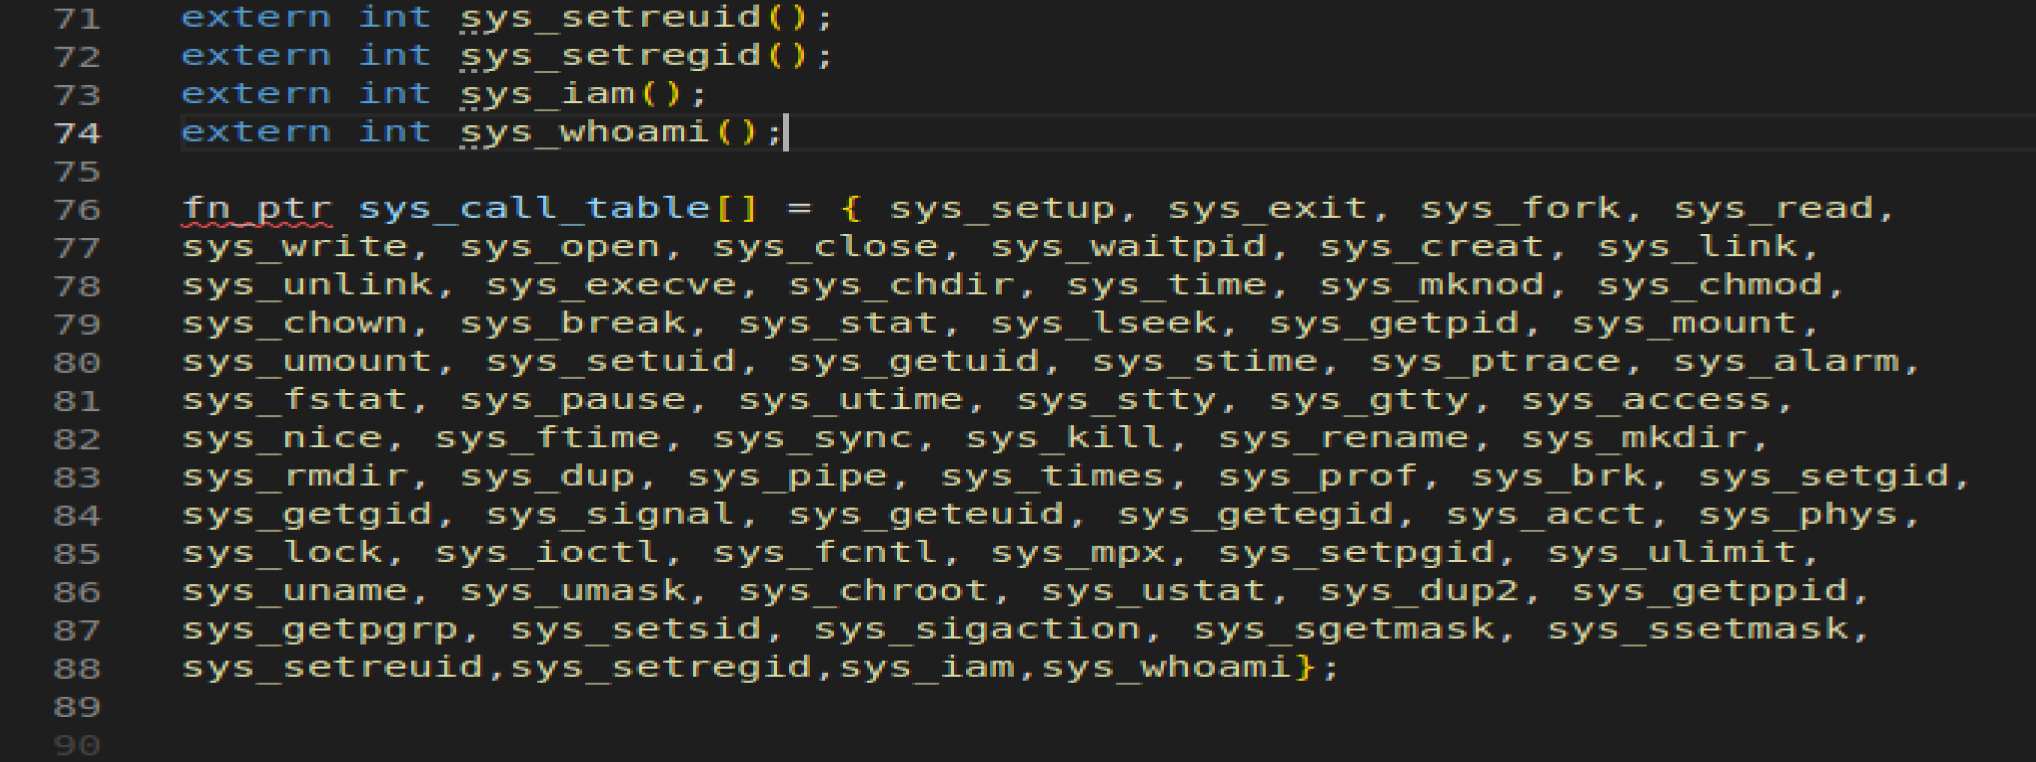 71 extern int sys_setreuid();
72 extern int sys_setregid();
73 extern int sys_iam();
74 extern int sys_whoami();
75
76 fn_ptr sys_call_table[] = { sys_setup, sys_exit, sys_fork, sys_read,
77 sys_write, sys_open, sys_close, sys_waitpid, sys_creat, sys_link,
78 sys_unlink, sys_execve, sys_chdir, sys_time, sys_mknod, sys_chmod,
79 sys_chown, sys_break, sys_stat, sys_lseek, sys_getpid, sys_mount,
80 sys_umount, sys_setuid, sys_getuid, sys_stime, sys_ptrace, sys_alarm,
81 sys_fstat, sys_pause, sys_utime, sys_stty, sys_gtty, sys_access,
82 sys_nice, sys_ftime, sys_sync, sys_kill, sys_rename, sys_mkdir,
83 sys_rmdir, sys_dup, sys_pipe, sys_times, sys_prof, sys_brk, sys_setgid,
84 sys_getgid, sys_signal, sys_geteuid, sys_getegid, sys_acct, sys_phys,
85 sys_lock, sys_ioctl, sys_fcntl, sys_mpx, sys_setpgid, sys_ulimit,
86 sys_uname, sys_umask, sys_chroot, sys_ustat, sys_dup2, sys_getppid,
87 sys_getpgrp, sys_setsid, sys_sigaction, sys_sgetmask, sys_ssetmask,
88 sys_setreuid,sys_setregid,sys_iam,sys_whoami};
89
90